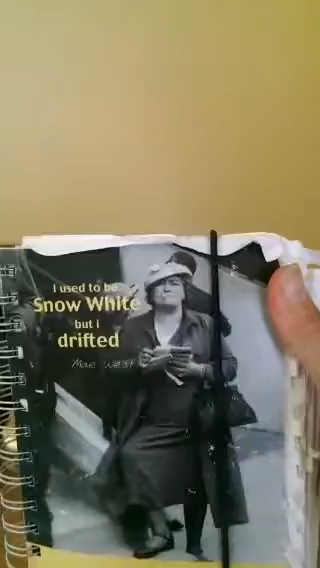 I used to be
Snow White
but i
drifted
Mae West